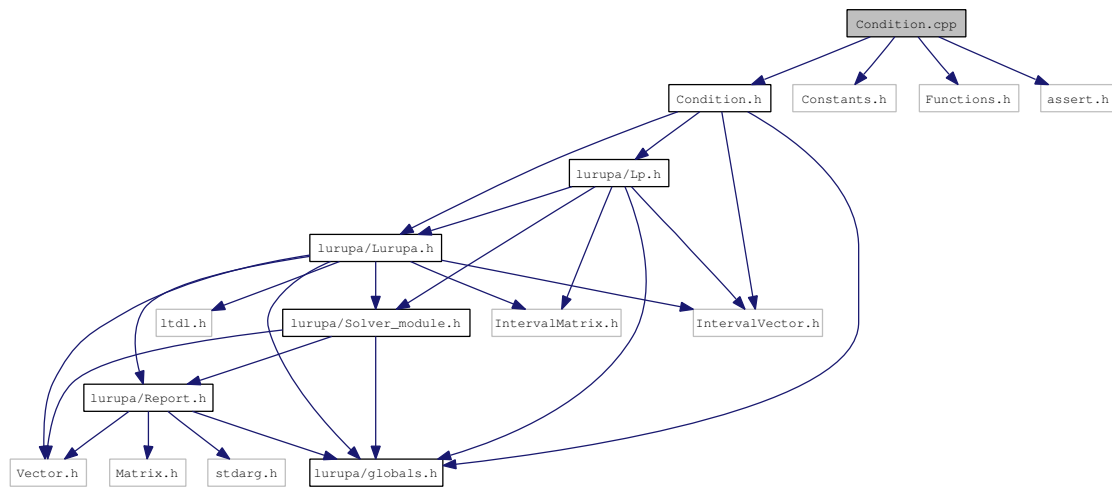 Condition.cpp
Condition.h
Constants.h
Functions.h
assert.h
lurupa/Lp.h
lurupa/Lurupa.h
ltdl.h
lurupa/Solver_module.h
IntervalMatrix.h
IntervalVector.h
lurupa/Report.h
Vector.h
Matrix.h
stdarg.h
lurupa/globals.h